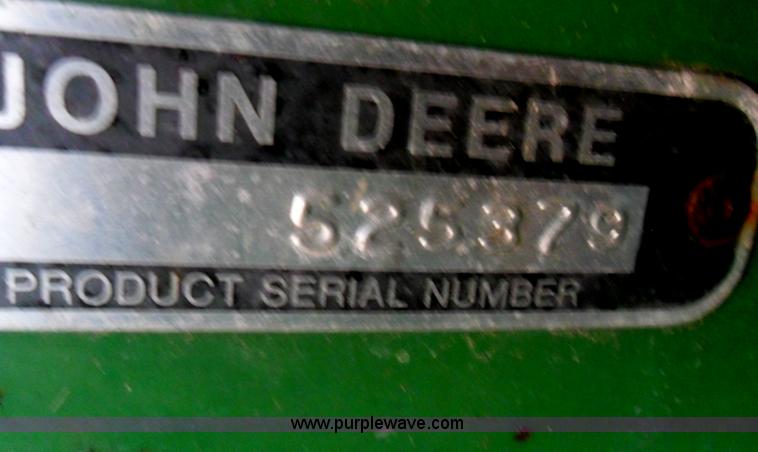 JOHN DEERE
525379
PRODUCT SERIAL NUMBER
www.purplewave.com